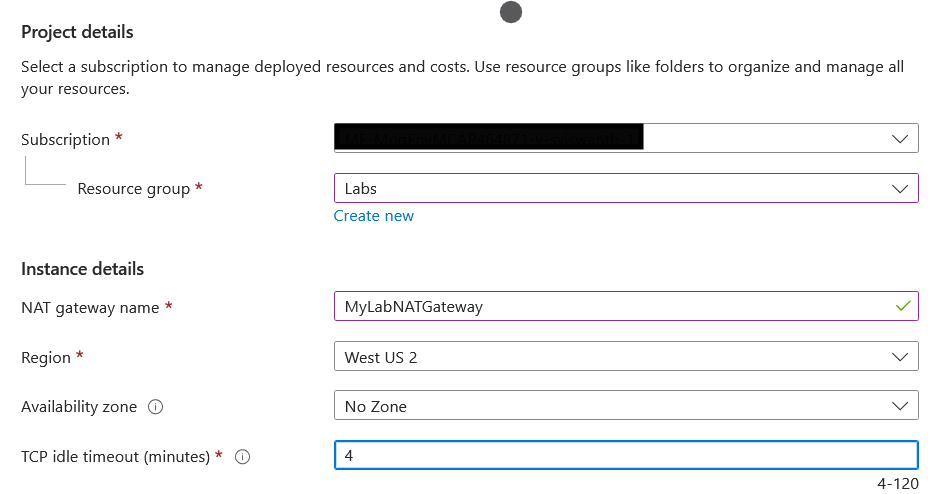 Project details
Select a subscription to manage deployed resources and costs. Use resource groups like folders to organize and manage all
your resources.
Subscription *
Resource group *
Labs
Create new
Instance details
NAT gateway name *
MyLabNATGateway
Region *
West US 2
Availability zone
No Zone
TCP idle timeout (minutes) *
4
4-120